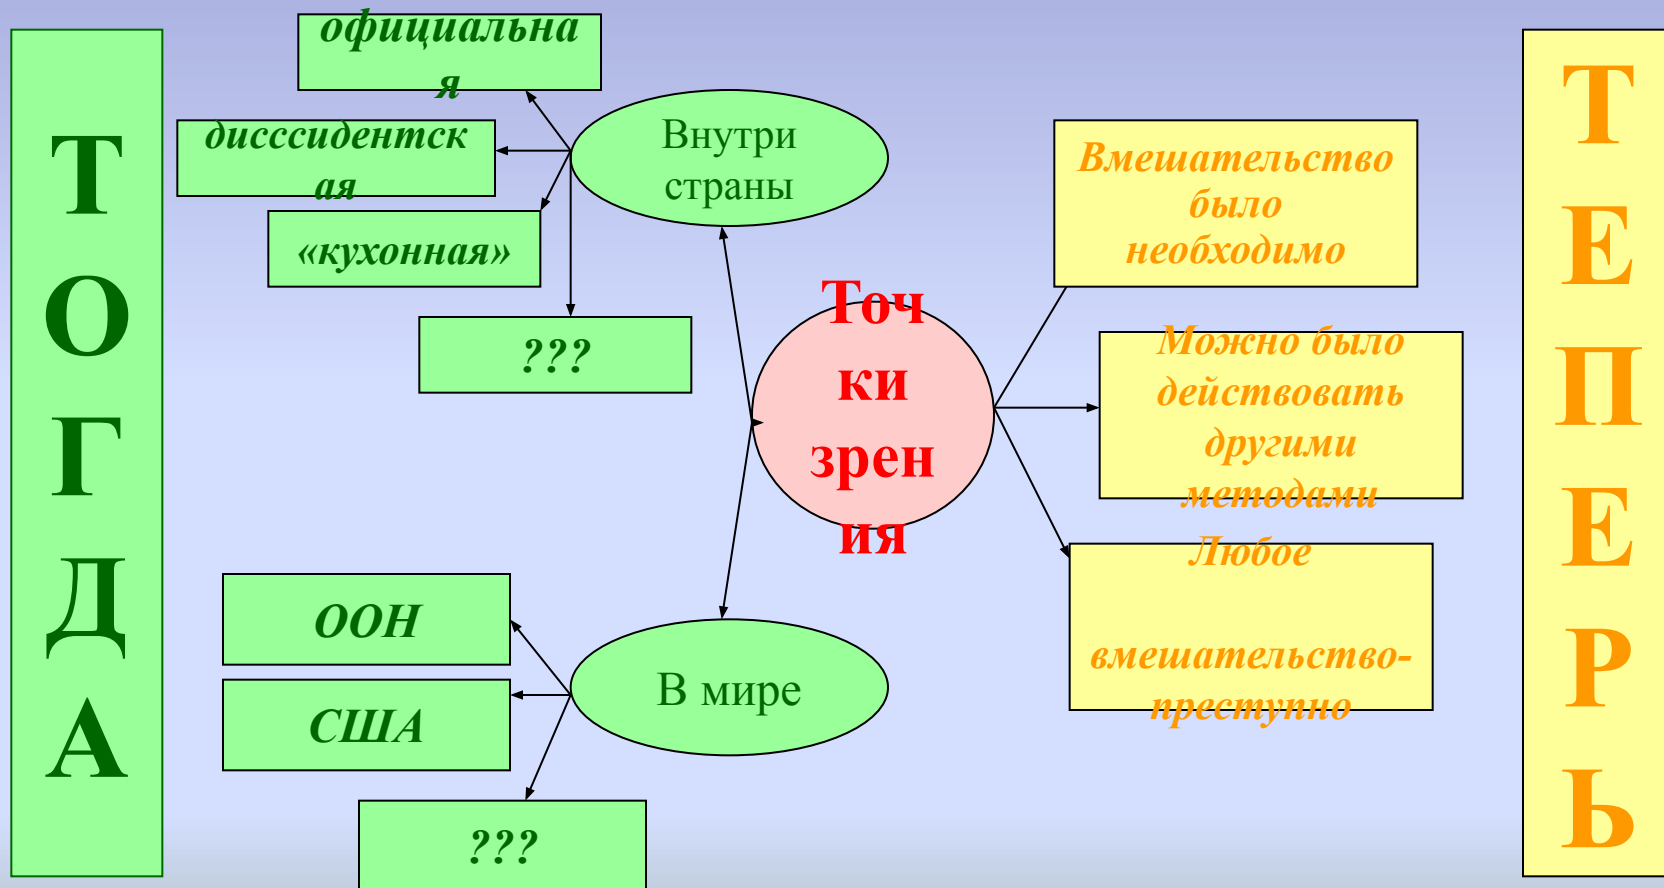 Т
О
Г
Д
А
официальна
я
дисссидентск
ая
«кухонная»
???
Внутри
страны
Точ
ки
зрен
ия
ООН
США
???
В мире
Вмешательство
было
необходимо
Можно было
действовать
другими
методами
Любое
вмешательство-
преступно
Т
Е
П
Е
Р
Ь